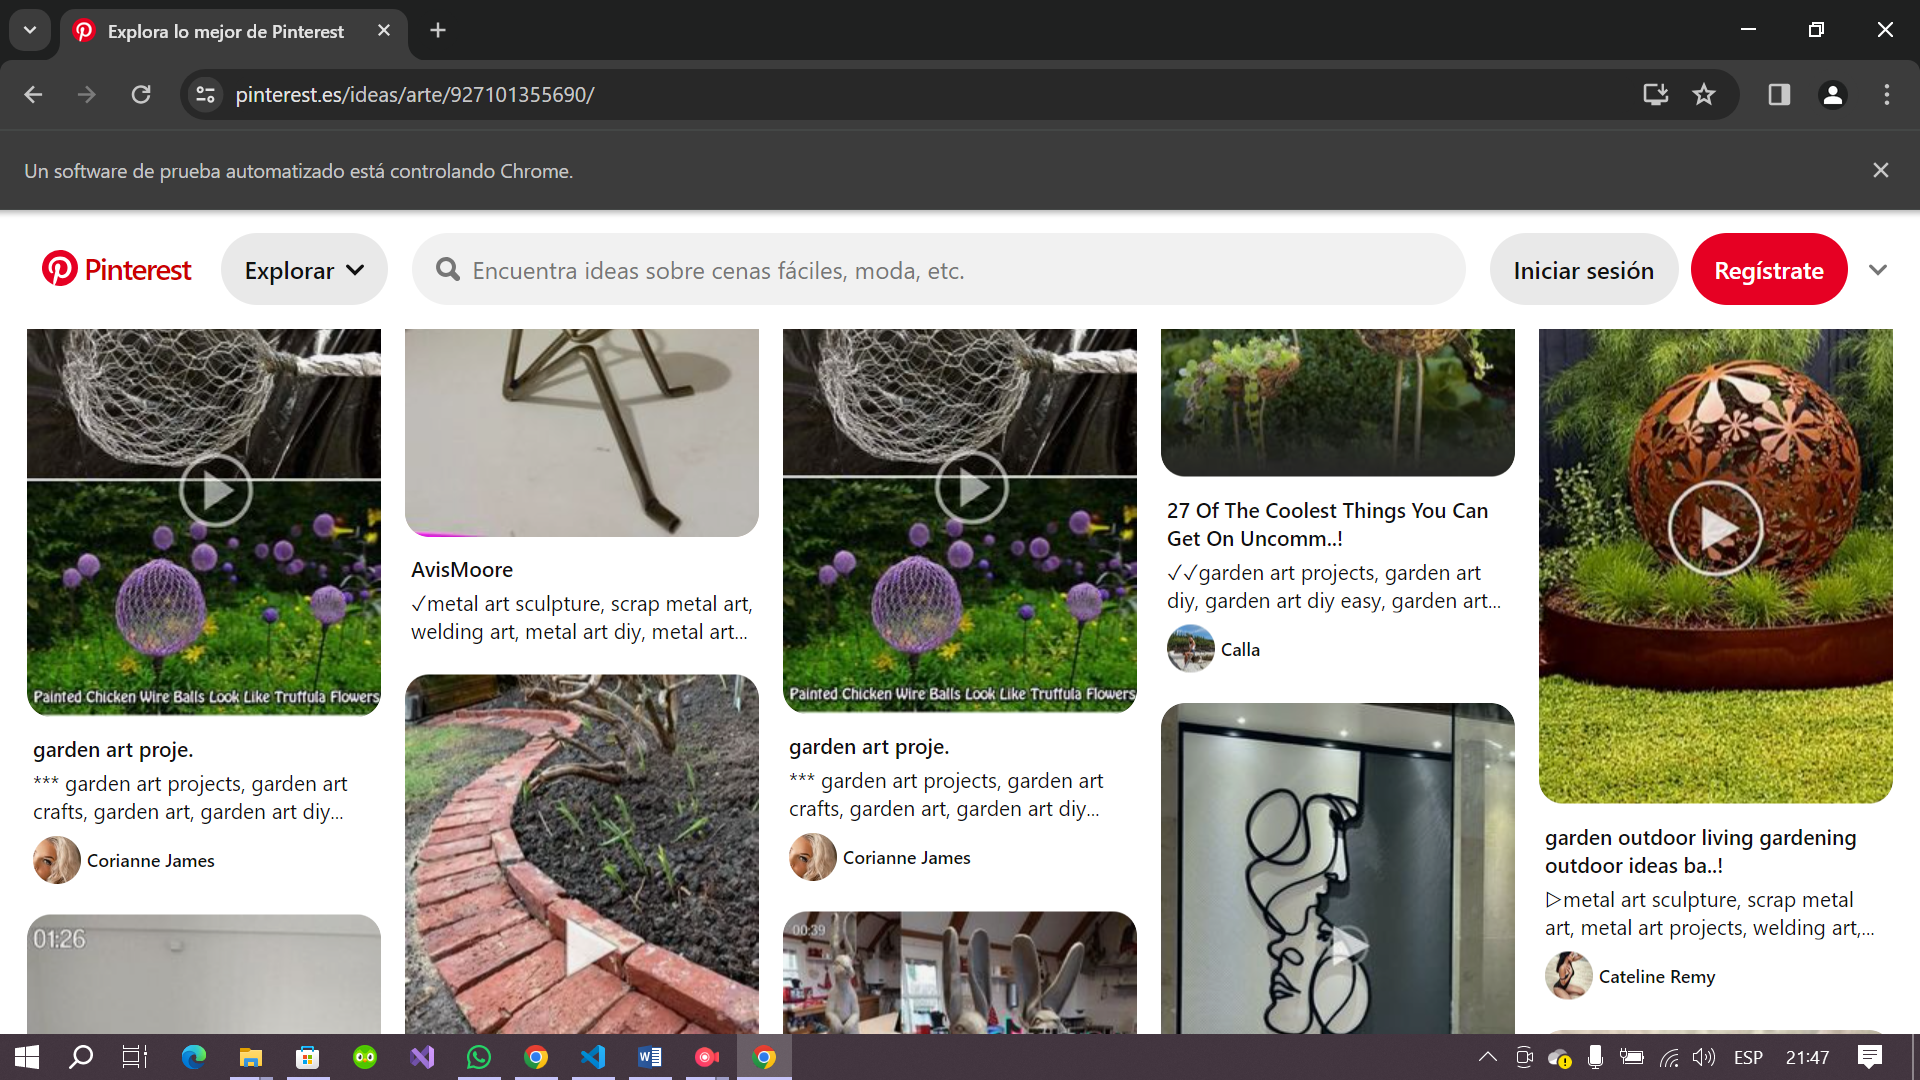 Explora lo mejor de Pinterest
pinterest.es/ideas/arte/927101355690/
Un software de prueba automatizado está controlando Chrome.
Pinterest
Explorar
Encuentra ideas sobre cenas fáciles, moda, etc.
Iniciar sesión
Regístrate
Painted Chicken Wire Balls Look Like Truffula Flowers
garden art proje.
*** garden art projects, garden art
crafts, garden art, garden art diy...
Corianne James
01:26
AvisMoore
✓metal art sculpture, scrap metal art,
welding art, metal art diy, metal art...
Painted Chicken Wire Balls Look Like Truffula Flowers
garden art proje.
*** garden art projects, garden art
crafts, garden art, garden art diy...
Corianne James
00:39
27 Of The Coolest Things You Can
Get On Uncomm..!
✓✓garden art projects, garden art
diy, garden art diy easy, garden art...
Calla
garden outdoor living gardening
outdoor ideas ba..!
▷metal art sculpture, scrap metal
art, metal art projects, welding art,...
Cateline Remy
ESP
21:47